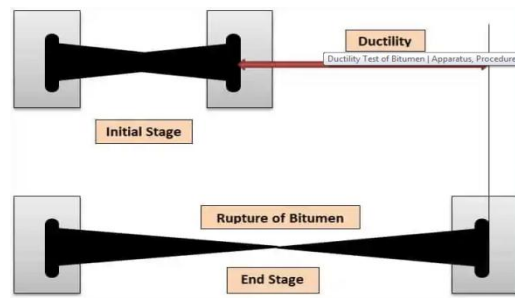 Ductility
Ductility Test of Bitumen | Apparatus, Procedure
Initial Stage
Rupture of Bitumen
End Stage